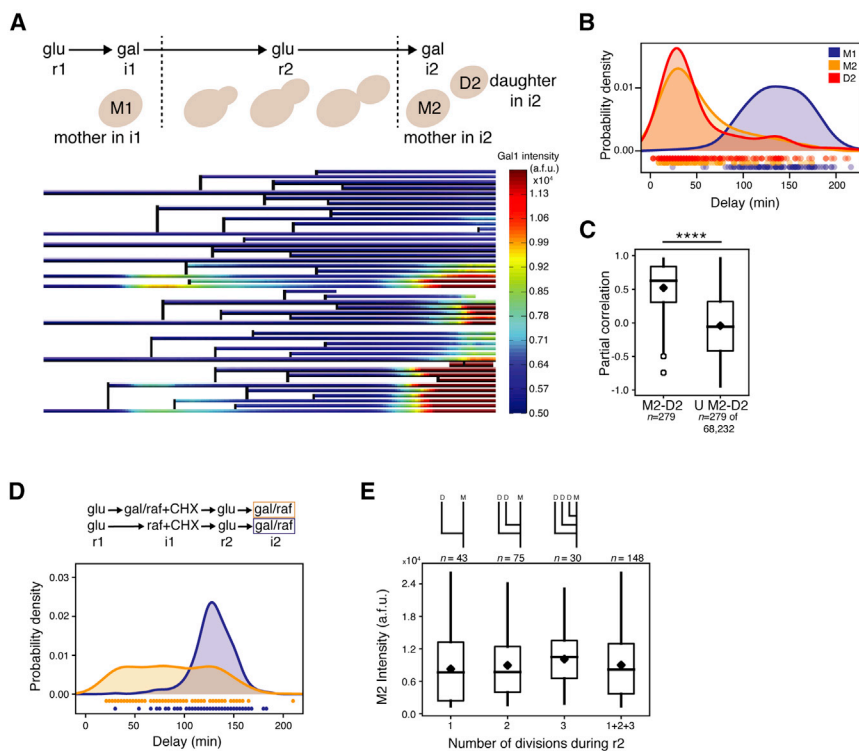 A
glu gal glu gal
r1 i1 r2 i2
M1 M2 D2 daughter
in i2
mother in i1 mother in i2
Gal1 intensity
(a.f.u.)
×10⁴
1.13
1.06
0.99
0.92
0.85
0.78
0.71
0.64
0.57
0.50
B
M1
M2
D2
Probability density
0.01
0.00
0 50 100 150 200
Delay (min)
C
****
Partial correlation
1.0
0.5
0.0
-0.5
-1.0
M2-D2 U M2-D2
n=279 n=279 of
68,232
D
glu gal/raf+CHX glu gal/raf
glu raf+CHX glu gal/raf
r1 i1 r2 i2
Probability density
0.03
0.02
0.01
0.00
0 50 100 150 200
Delay (min)
E
D M D D M D D D M
×10⁴ n = 43 n = 75 n = 30 n = 148
M2 Intensity (a.f.u.)
2.4
1.8
1.2
0.6
0.0
1 2 3 1+2+3
Number of divisions during r2